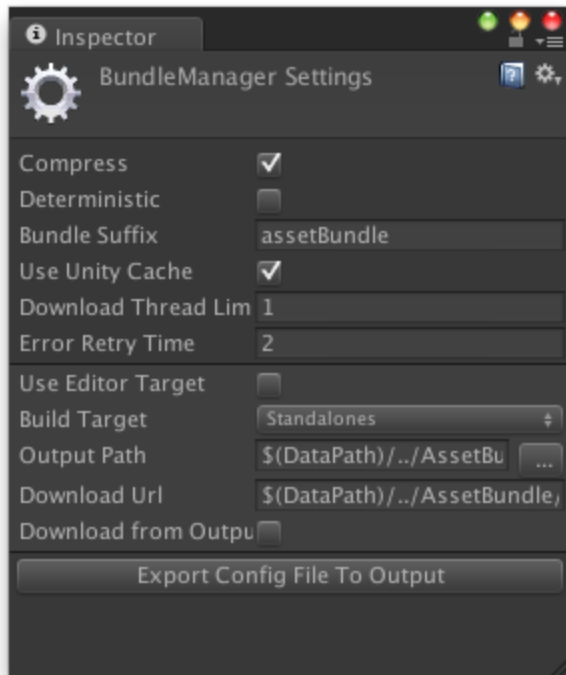 Inspector
BundleManager Settings
Compress
Deterministic
Bundle Suffix assetBundle
Use Unity Cache
Download Thread Lim 1
Error Retry Time 2
Use Editor Target
Build Target Standalones
Output Path $(DataPath)/../AssetBu ...
Download Url $(DataPath)/../AssetBundle/
Download from Outpu
Export Config File To Output